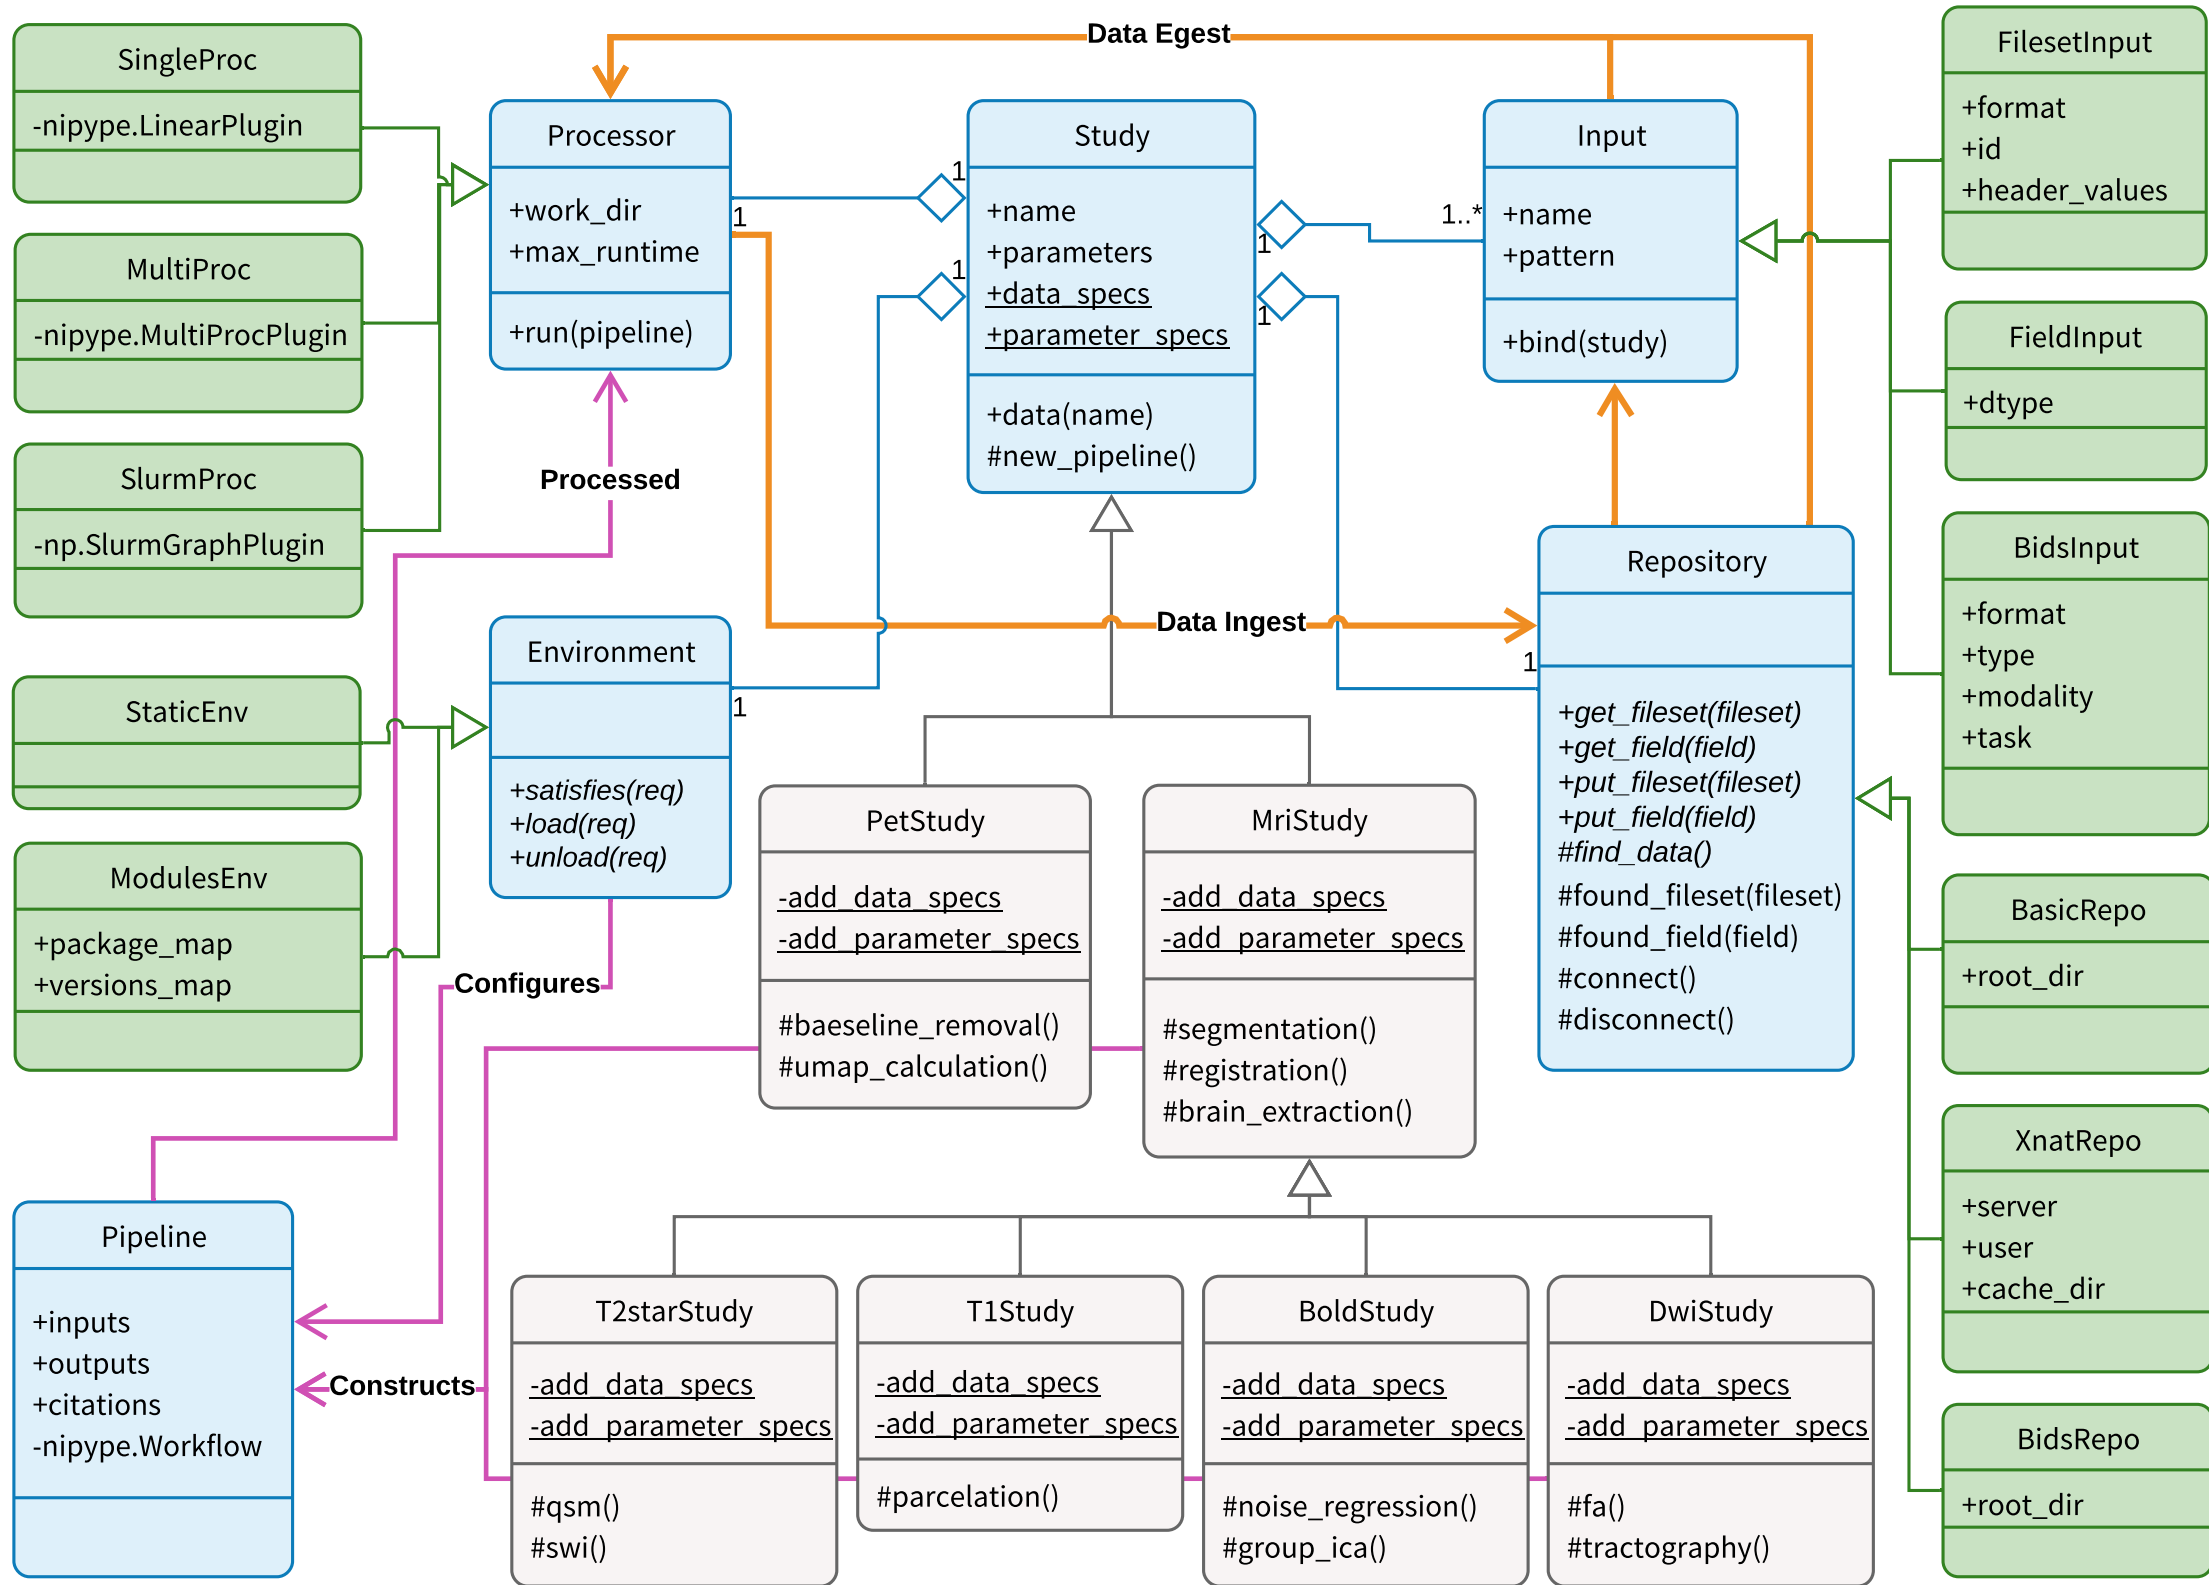 Data Egest
SingleProc
-nipype.LinearPlugin
MultiProc
-nipype.MultiProcPlugin
SlurmProc
-np.SlurmGraphPlugin
StaticEnv
ModulesEnv
+package_map
+versions_map
Pipeline
+inputs
+outputs
+citations
-nipype.Workflow
Processor
+work_dir
+max_runtime
+run(pipeline)
1
1
Processed
Environment
+satisfies(req)
+load(req)
+unload(req)
1
1
Configures
Constructs
Study
+name
+parameters
+data_specs
+parameter_specs
+data(name)
#new_pipeline()
1
1
1..*
Input
+name
+pattern
+bind(study)
Data Ingest
1
Repository
+get_fileset(fileset)
+get_field(field)
+put_fileset(fileset)
+put_field(field)
#find_data()
#found_fileset(fileset)
#found_field(field)
#connect()
#disconnect()
PetStudy
-add_data_specs
-add_parameter_specs
#baeseline_removal()
#umap_calculation()
MriStudy
-add_data_specs
-add_parameter_specs
#segmentation()
#registration()
#brain_extraction()
T2starStudy
-add_data_specs
-add_parameter_specs
#qsm()
#swi()
T1Study
-add_data_specs
-add_parameter_specs
#parcelation()
BoldStudy
-add_data_specs
-add_parameter_specs
#noise_regression()
#group_ica()
DwiStudy
-add_data_specs
-add_parameter_specs
#fa()
#tractography()
FilesetInput
+format
+id
+header_values
FieldInput
+dtype
BidsInput
+format
+type
+modality
+task
BasicRepo
+root_dir
XnatRepo
+server
+user
+cache_dir
BidsRepo
+root_dir